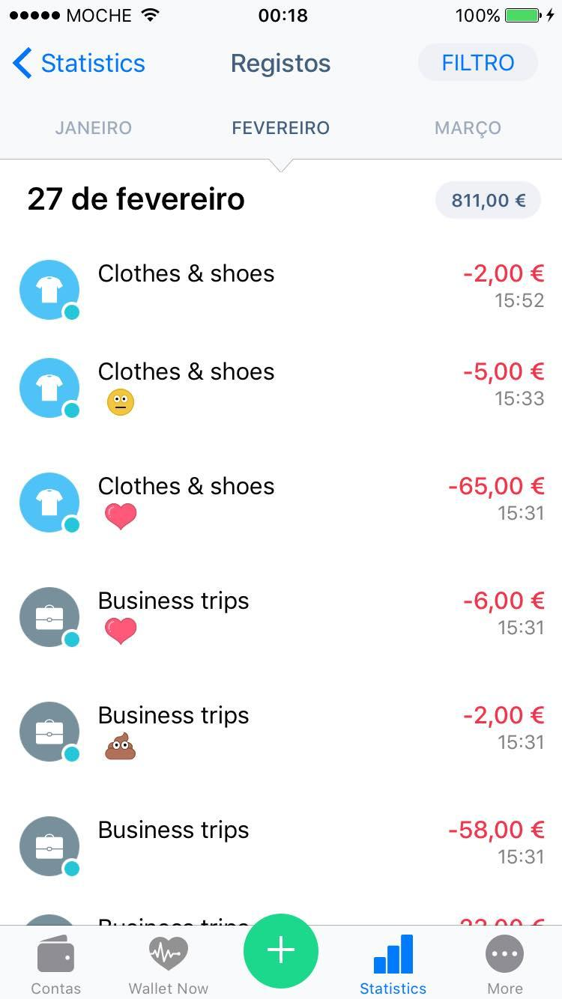 MOCHE 00:18 100%
Statistics Registos FILTRO
JANEIRO FEVEREIRO MARÇO
27 de fevereiro 811,00 €
Clothes & shoes -2,00 €
15:52
Clothes & shoes -5,00 €
15:33
Clothes & shoes -65,00 €
15:31
Business trips -6,00 €
15:31
Business trips -2,00 €
15:31
Business trips -58,00 €
15:31
Business trips
Contas Wallet Now Statistics More